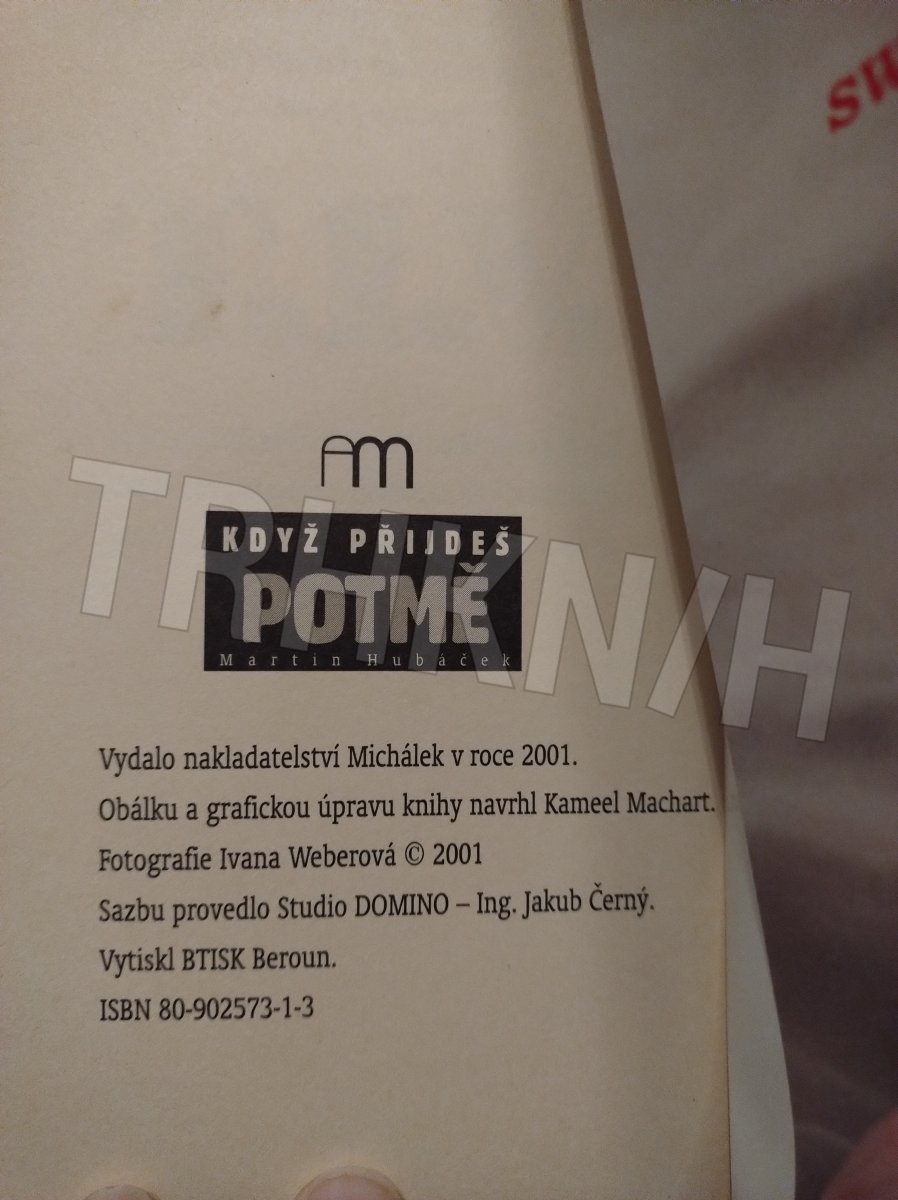 SW
AM
KDYŽ PŘIJDEŠ
POTMĚ
Martin Hubáček
TRHKNIH
Vydalo nakladatelství Michálek v roce 2001.
Obálku a grafickou úpravu knihy navrhl Kameel Machart.
Fotografie Ivana Weberová © 2001
Sazbu provedlo Studio DOMINO – Ing. Jakub Černý.
Vytiskl BTISK Beroun.
ISBN 80-902573-1-3